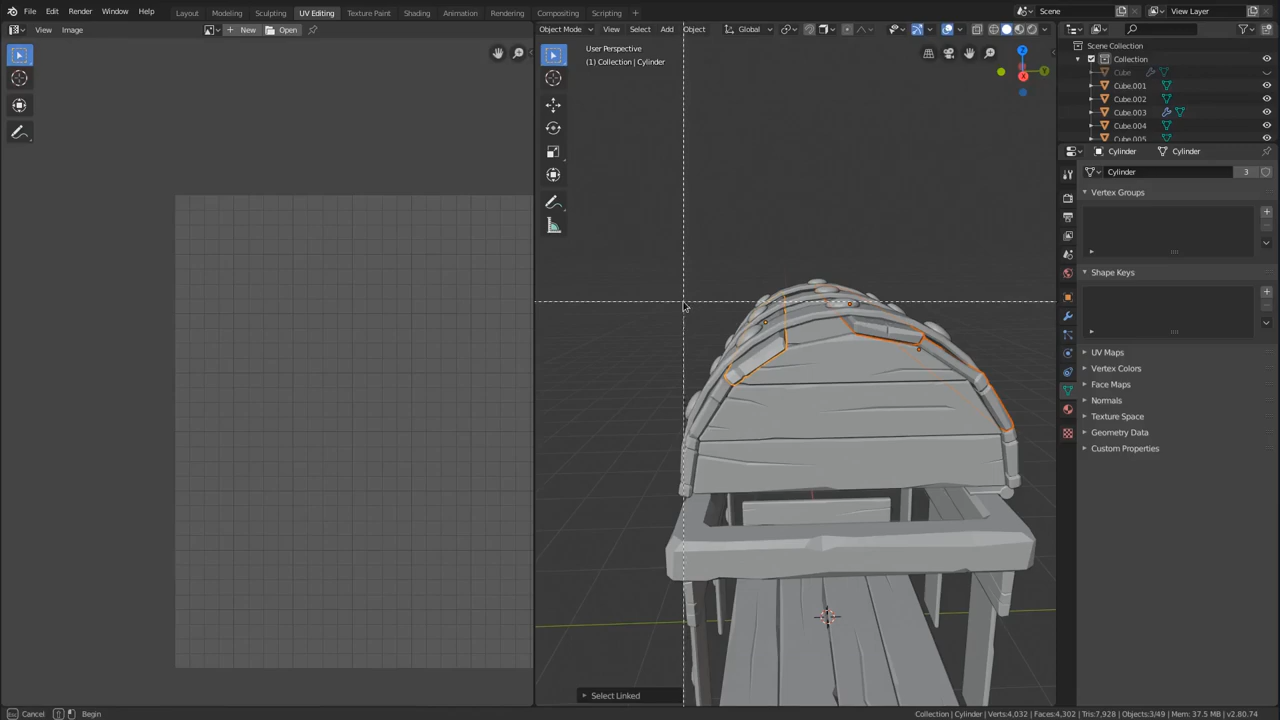 File Edit Render Window Help Layout Modeling Sculpting UV Editing Texture Paint Shading Animation Rendering Compositing Scripting + Scene View Layer
View Image New Open Object Mode View Select Add Object Global
User Perspective
(1) Collection | Cylinder
Scene Collection
Collection
Cube
Cube.001
Cube.002
Cube.003
Cube.004
Cube.005
Cylinder Cylinder
Cylinder 3
Vertex Groups
Shape Keys
UV Maps
Vertex Colors
Face Maps
Normals
Texture Space
Geometry Data
Custom Properties
Select Linked
Cancel Begin Collection | Cylinder | Verts:4,032 | Faces:4,302 | Tris:7,928 | Objects:3/49 | Mem: 37.5 MB | v2.80.74